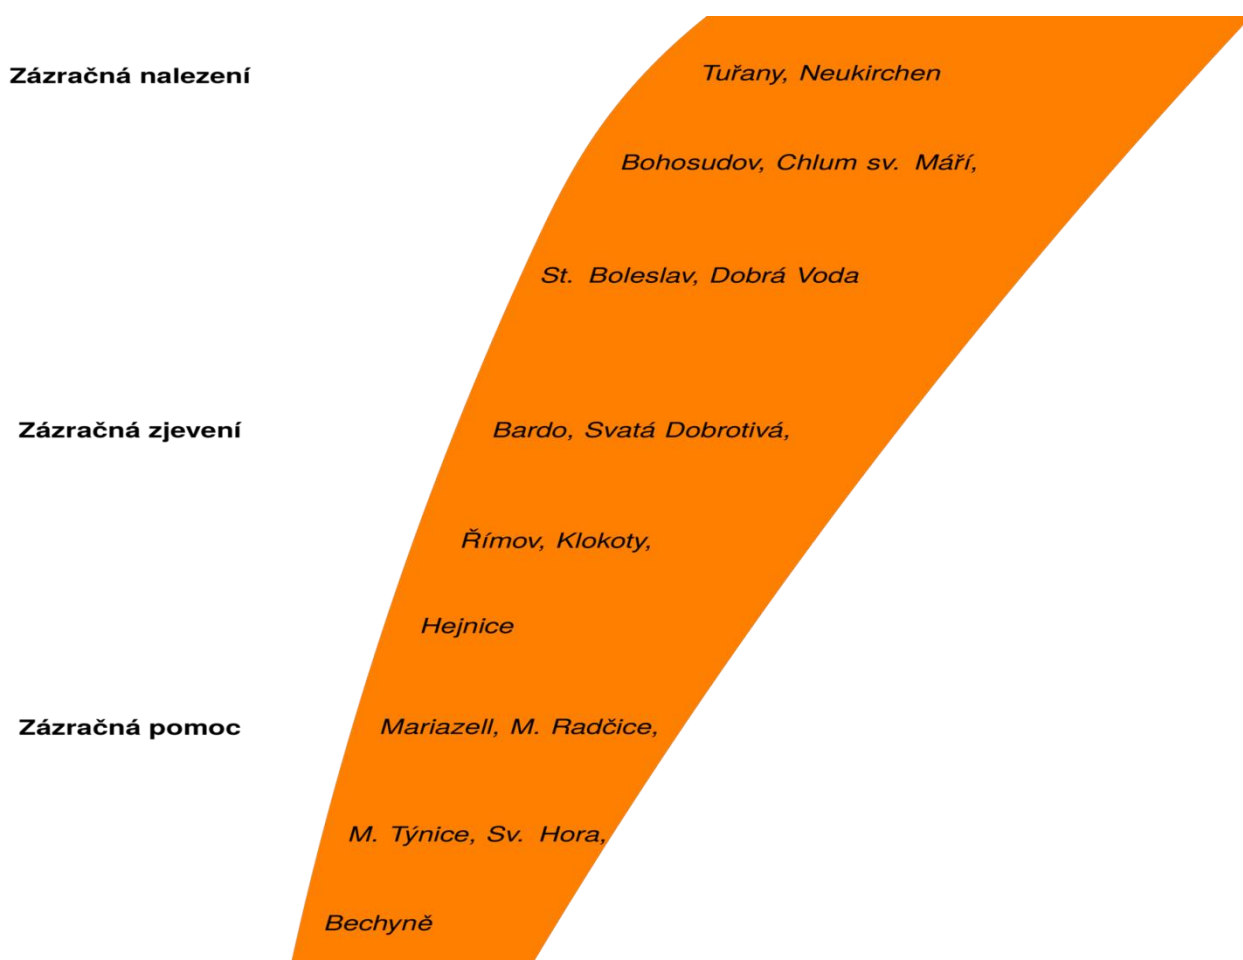 Zázračná nalezení
Tuřany, Neukirchen
Bohosudov, Chlum sv. Máří,
St. Boleslav, Dobrá Voda
Zázračná zjevení
Bardo, Svatá Dobrotivá,
Římov, Klokoty,
Hejnice
Zázračná pomoc
Mariazell, M. Radčice,
M. Týnice, Sv. Hora,
Bechyně